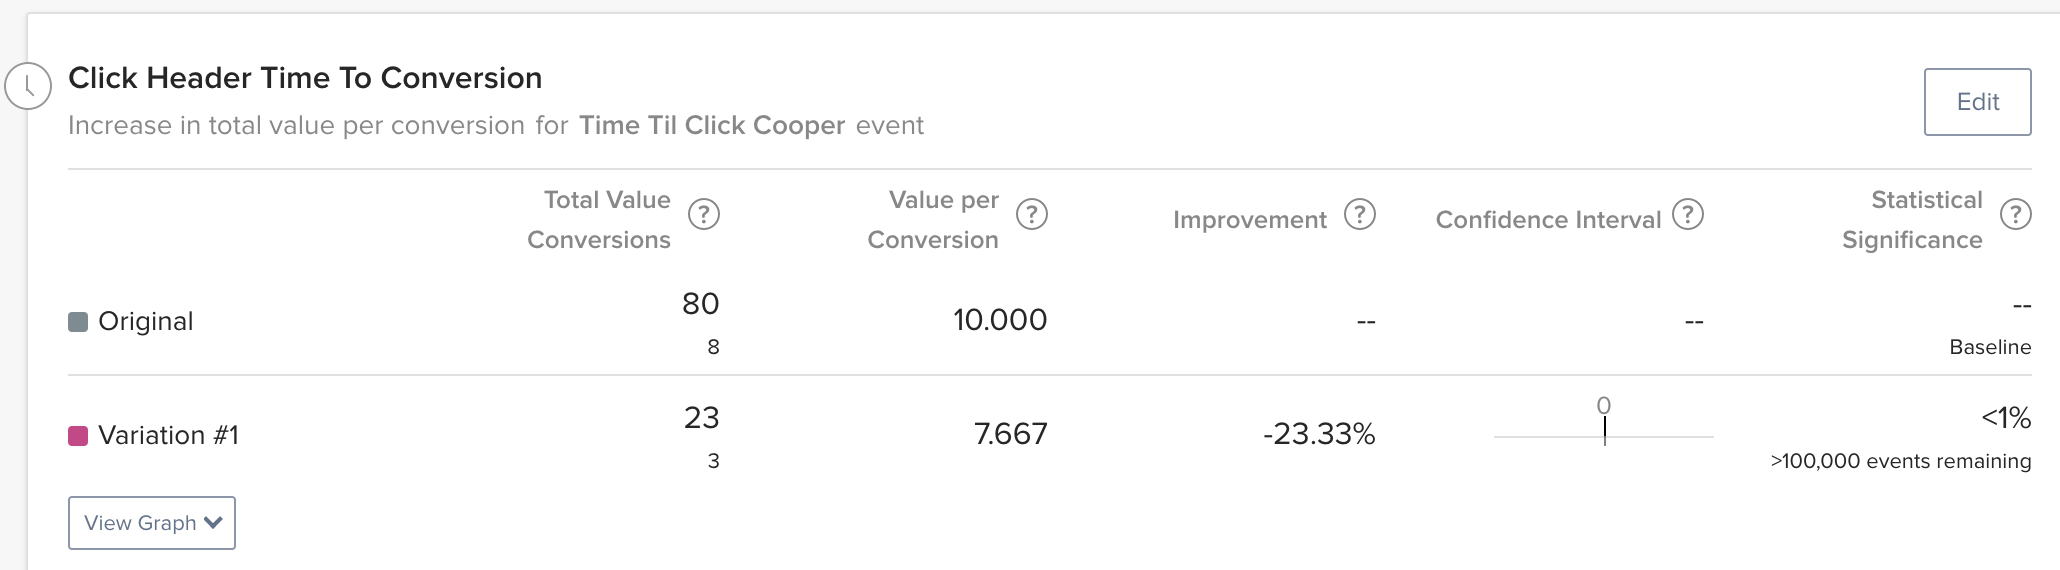 Click Header Time To Conversion
Edit
Increase in total value per conversion for Time Til Click Cooper event
Total Value
Conversions ?
Value per
Conversion ?
Improvement ?
Confidence Interval ?
Statistical
Significance ?
Original
80
8
10.000
--
--
--
Baseline
Variation #1
23
3
7.667
-23.33%
0
<1%
>100,000 events remaining
View Graph